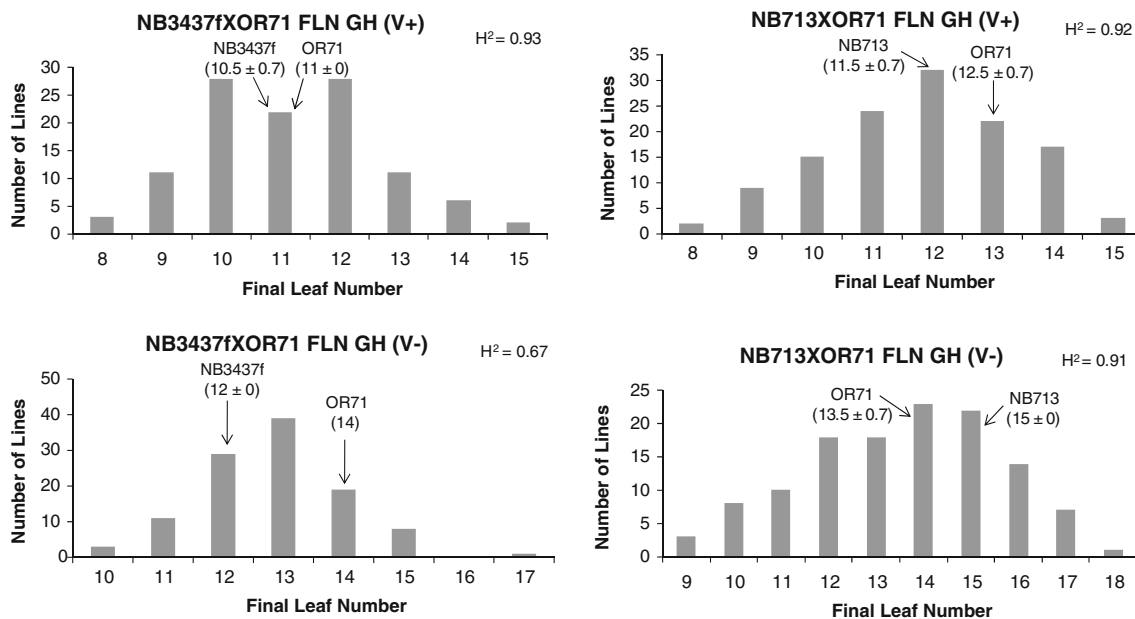 NB3437fXOR71 FLN GH (V+)
H² = 0.93
NB3437f OR71
(10.5 ± 0.7) (11 ± 0)
Number of Lines
30
25
20
15
10
5
0
8 9 10 11 12 13 14 15
Final Leaf Number
NB713XOR71 FLN GH (V+)
H² = 0.92
NB713
(11.5 ± 0.7)
OR71
(12.5 ± 0.7)
Number of Lines
35
30
25
20
15
10
5
0
8 9 10 11 12 13 14 15
Final Leaf Number
NB3437fXOR71 FLN GH (V-)
H² = 0.67
NB3437f
(12 ± 0)
OR71
(14)
Number of Lines
50
40
30
20
10
0
10 11 12 13 14 15 16 17
Final Leaf Number
NB713XOR71 FLN GH (V-)
H² = 0.91
OR71
(13.5 ± 0.7)
NB713
(15 ± 0)
Number of Lines
25
20
15
10
5
0
9 10 11 12 13 14 15 16 17 18
Final Leaf Number